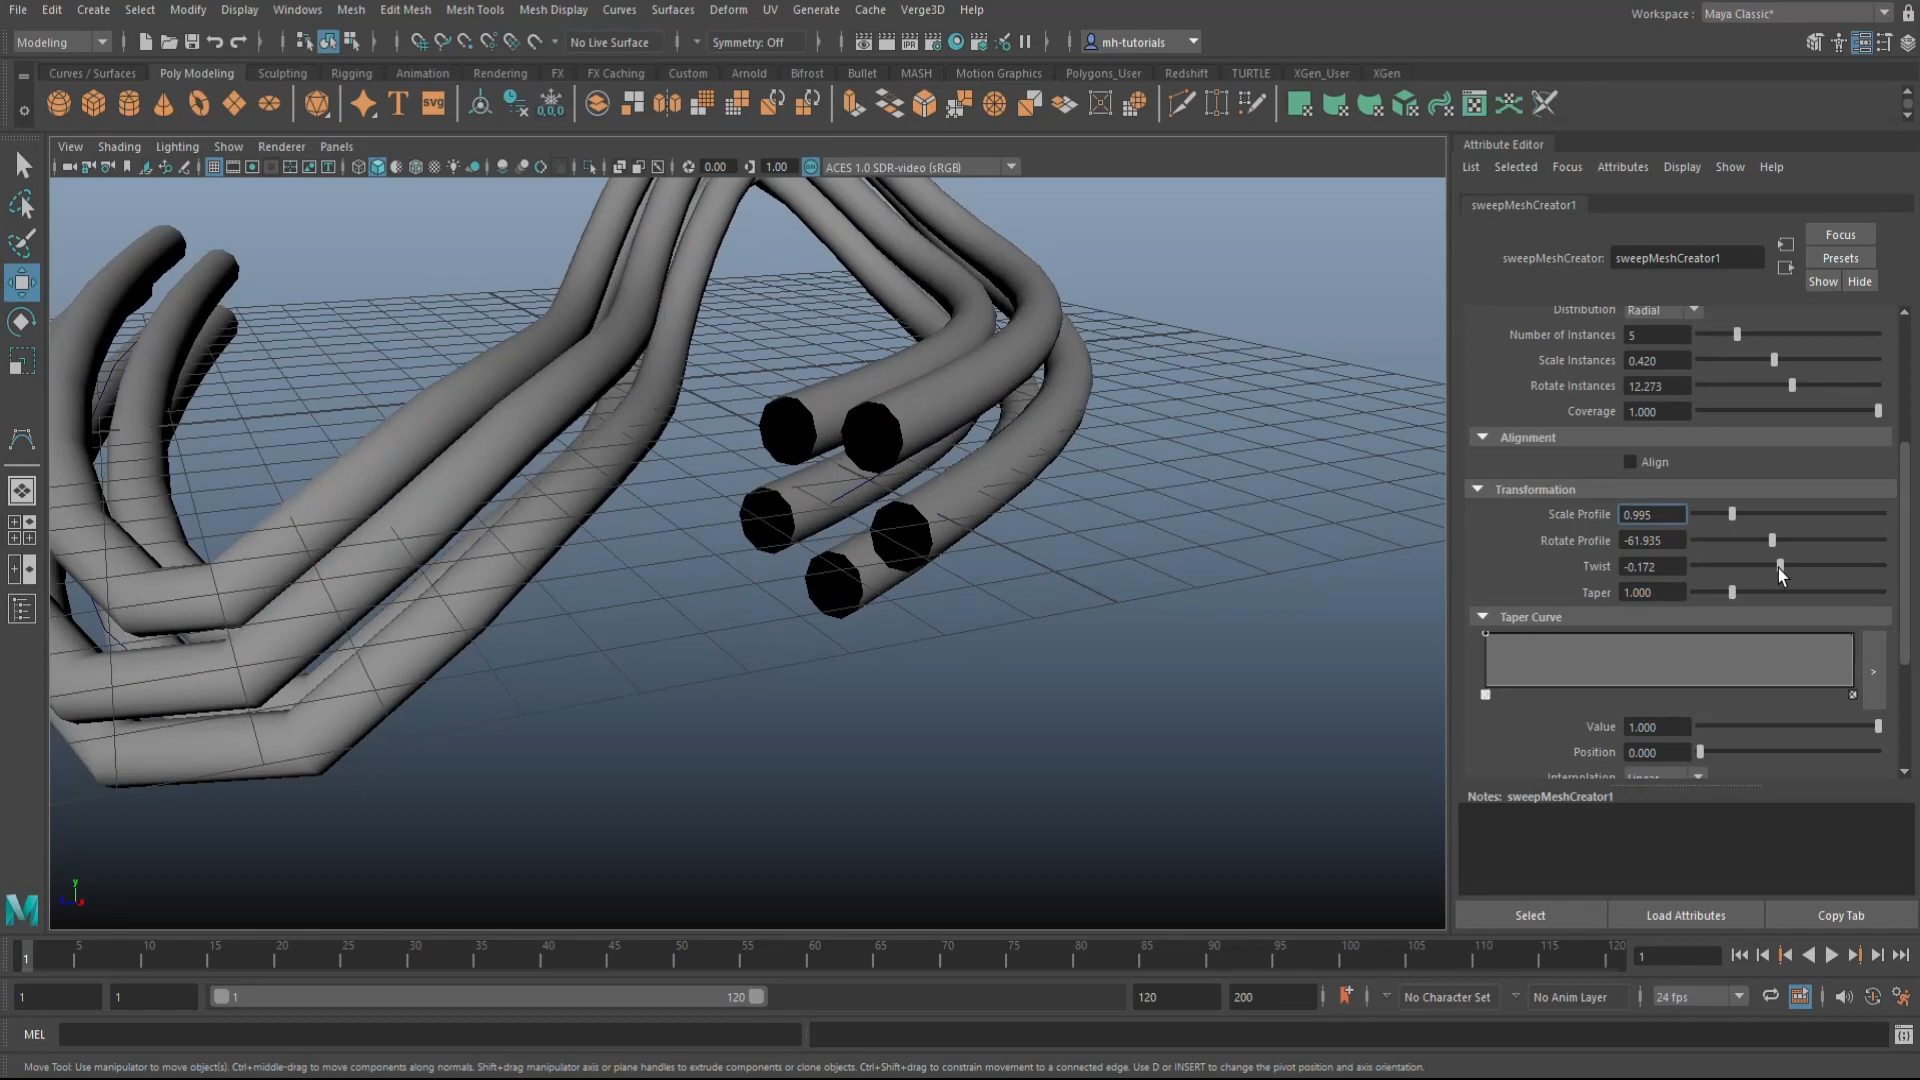 File Edit Create Select Modify Display Windows Mesh Edit Mesh Mesh Tools Mesh Display Curves Surfaces Deform UV Generate Cache Verge3D Help
Workspace : Maya Classic*
Modeling No Live Surface Symmetry: Off mh-tutorials
Curves / Surfaces Poly Modeling Sculpting Rigging Animation Rendering FX FX Caching Custom Arnold Bifrost Bullet MASH Motion Graphics Polygons_User Redshift TURTLE XGen_User XGen
T SVG 0,0,0
View Shading Lighting Show Renderer Panels
0.00 1.00 ACES 1.0 SDR-video (sRGB)
Attribute Editor
List Selected Focus Attributes Display Show Help
sweepMeshCreator1
sweepMeshCreator: sweepMeshCreator1
Focus
Presets
Show Hide
Distribution Radial
Number of Instances 5
Scale Instances 0.420
Rotate Instances 12.273
Coverage 1.000
Alignment
Align
Transformation
Scale Profile 0.995
Rotate Profile -61.935
Twist -0.172
Taper 1.000
Taper Curve
>
Value 1.000
Position 0.000
Interpolation Linear
Notes: sweepMeshCreator1
Select Load Attributes Copy Tab
y
x
1 5 10 15 20 25 30 35 40 45 50 55 60 65 70 75 80 85 90 95 100 105 110 115 120 1
1 1 1 120 120 200 No Character Set No Anim Layer 24 fps
MEL
Move Tool: Use manipulator to move object(s). Ctrl+middle-drag to move components along normals. Shift+drag manipulator axis or plane handles to extrude components or clone objects. Ctrl+Shift+drag to constrain movement to a connected edge. Use D or INSERT to change the pivot position and axis orientation.